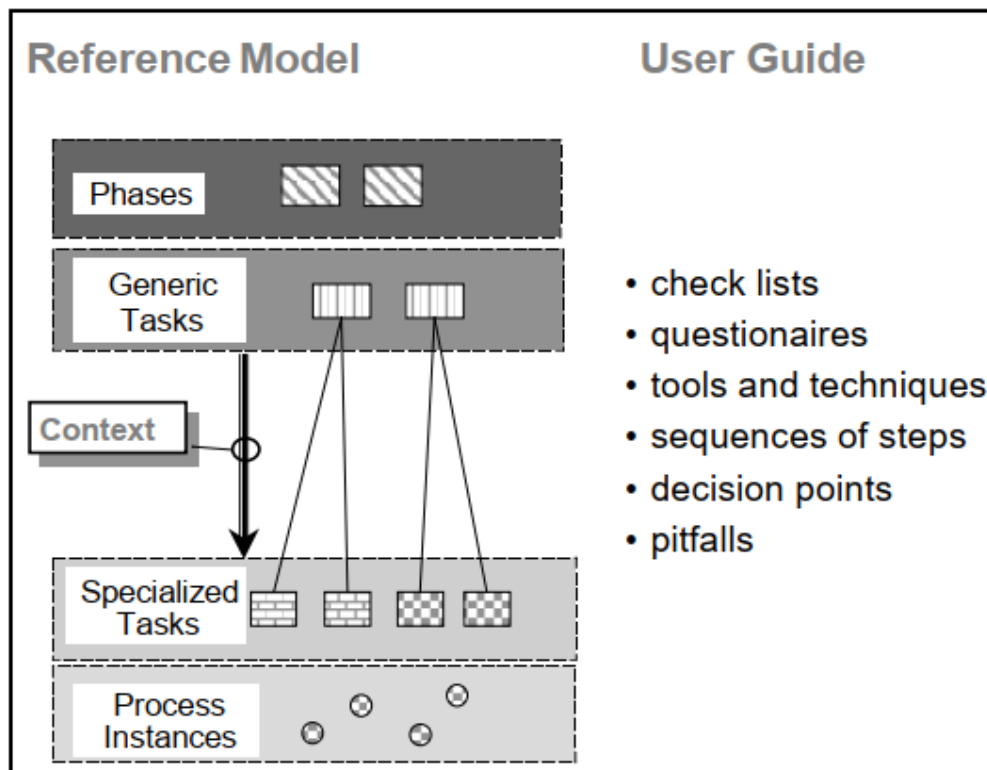 Reference Model
User Guide
Phases
Generic
Tasks
Context
Specialized
Tasks
Process
Instances
• check lists
• questionaires
• tools and techniques
• sequences of steps
• decision points
• pitfalls